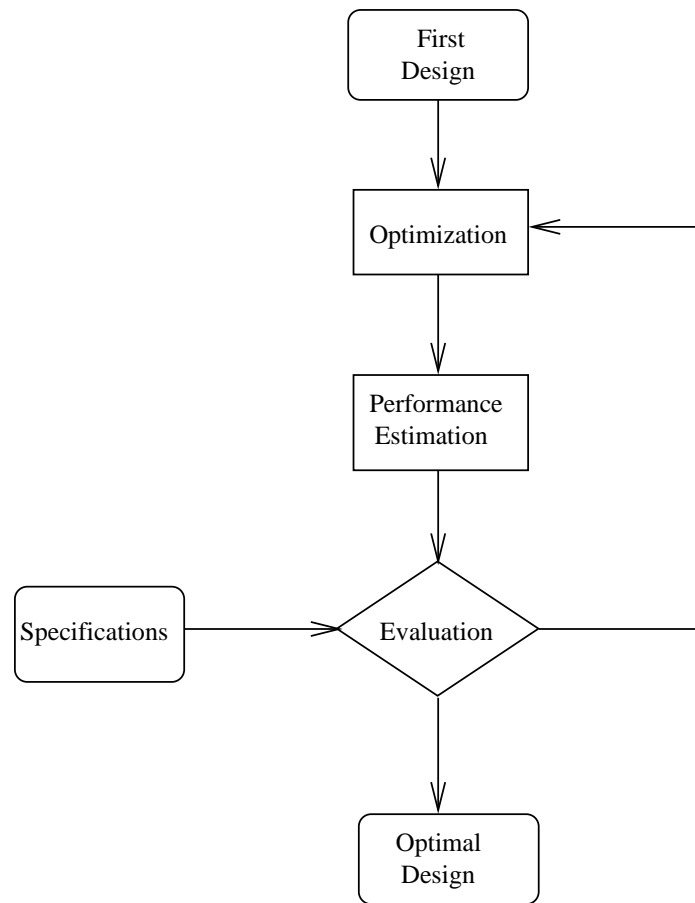 First
Design
Optimization
Performance
Estimation
Specifications
Evaluation
Optimal
Design